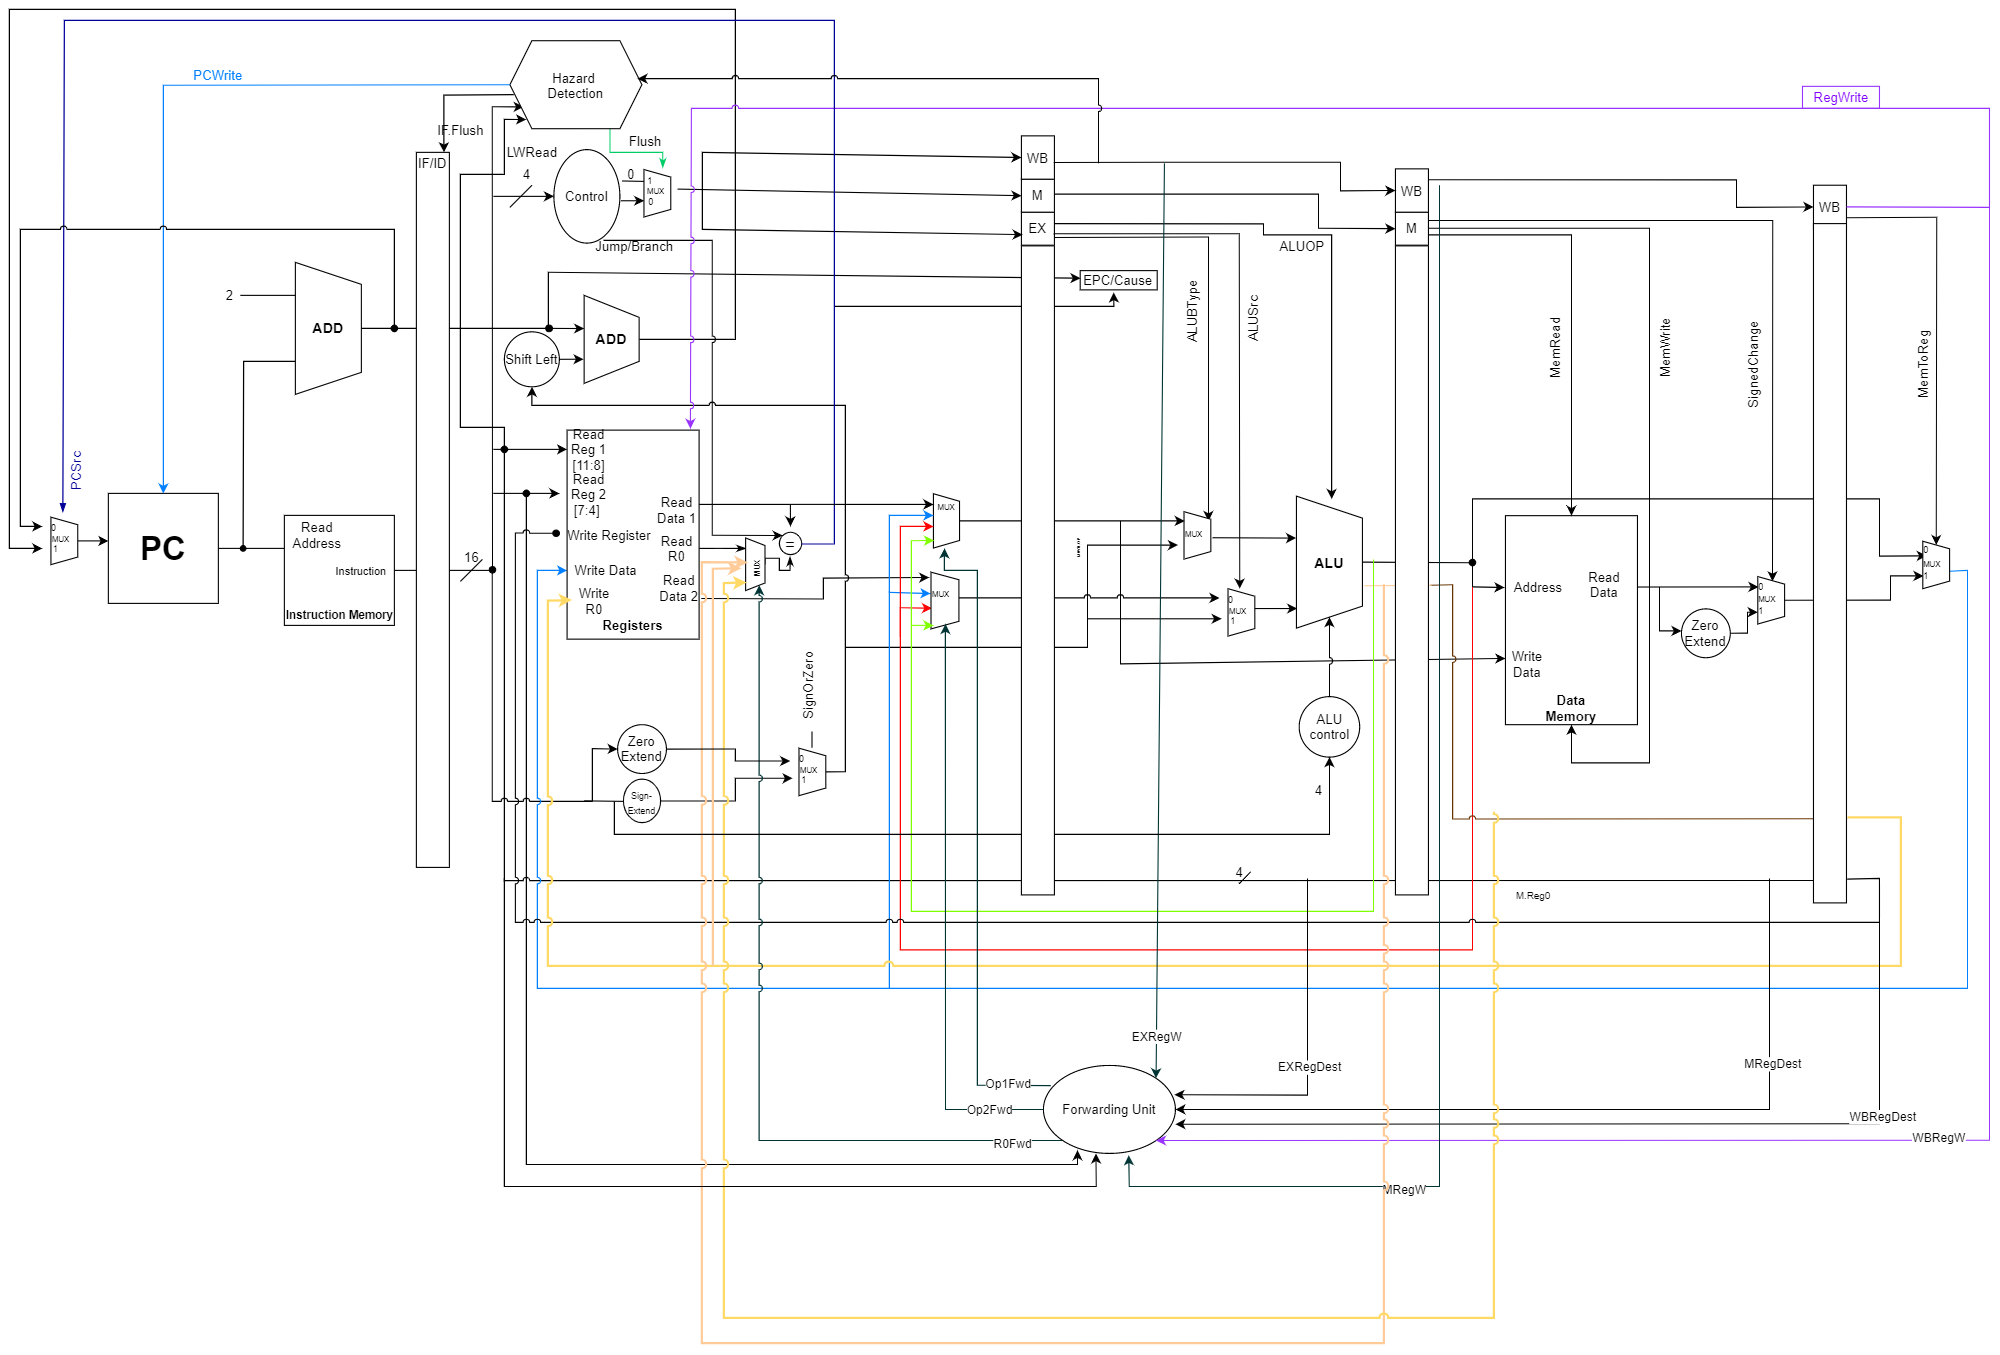 PCWrite
Hazard
Detection
RegWrite
IF.Flush
Flush
LWRead
IF/ID
4
Control
0
1
MUX
0
Jump/Branch
WB
M
EX
WB
M
WB
ALUOP
EPC/Cause
2
ADD
ADD
Shift Left
ALUBType
ALUSrc
MemRead
MemWrite
SignedChange
MemToReg
PCSrc
0
MUX
1
PC
Read
Address
Instruction
Instruction Memory
16
Read
Reg 1
[11:8]
Read
Reg 2
[7:4]
Write Register
Write Data
Write
R0
Read
Data 1
Read
R0
Read
Data 2
Registers
MUX
=
MUX
MUX
MUX
0
MUX
1
ALU
ALU
control
4
Address
Read
Data
Write
Data
Data
Memory
Zero
Extend
0
MUX
1
0
MUX
1
SignOrZero
Zero
Extend
Sign-
Extend
0
MUX
1
4
M.Reg0
EXRegW
EXRegDest
MRegDest
WBRegDest
WBRegW
Op1Fwd
Op2Fwd
R0Fwd
Forwarding Unit
MRegW